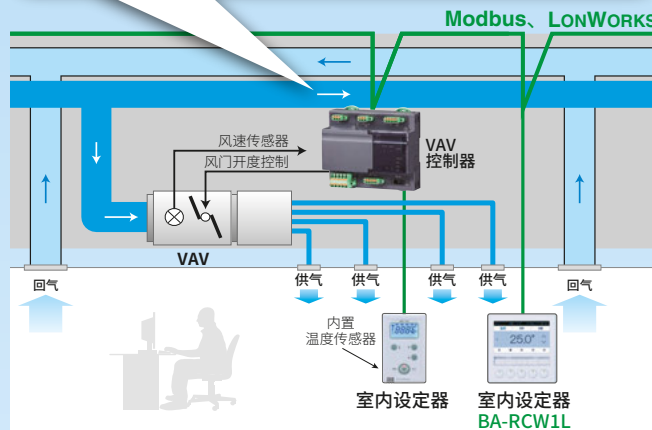 Modbus、LONWORKS
风速传感器
风门开度控制
VAV
控制器
VAV
回气
供气
供气
供气
供气
回气
内置
温度传感器
25.0°
室内设定器
室内设定器
BA-RCW1L